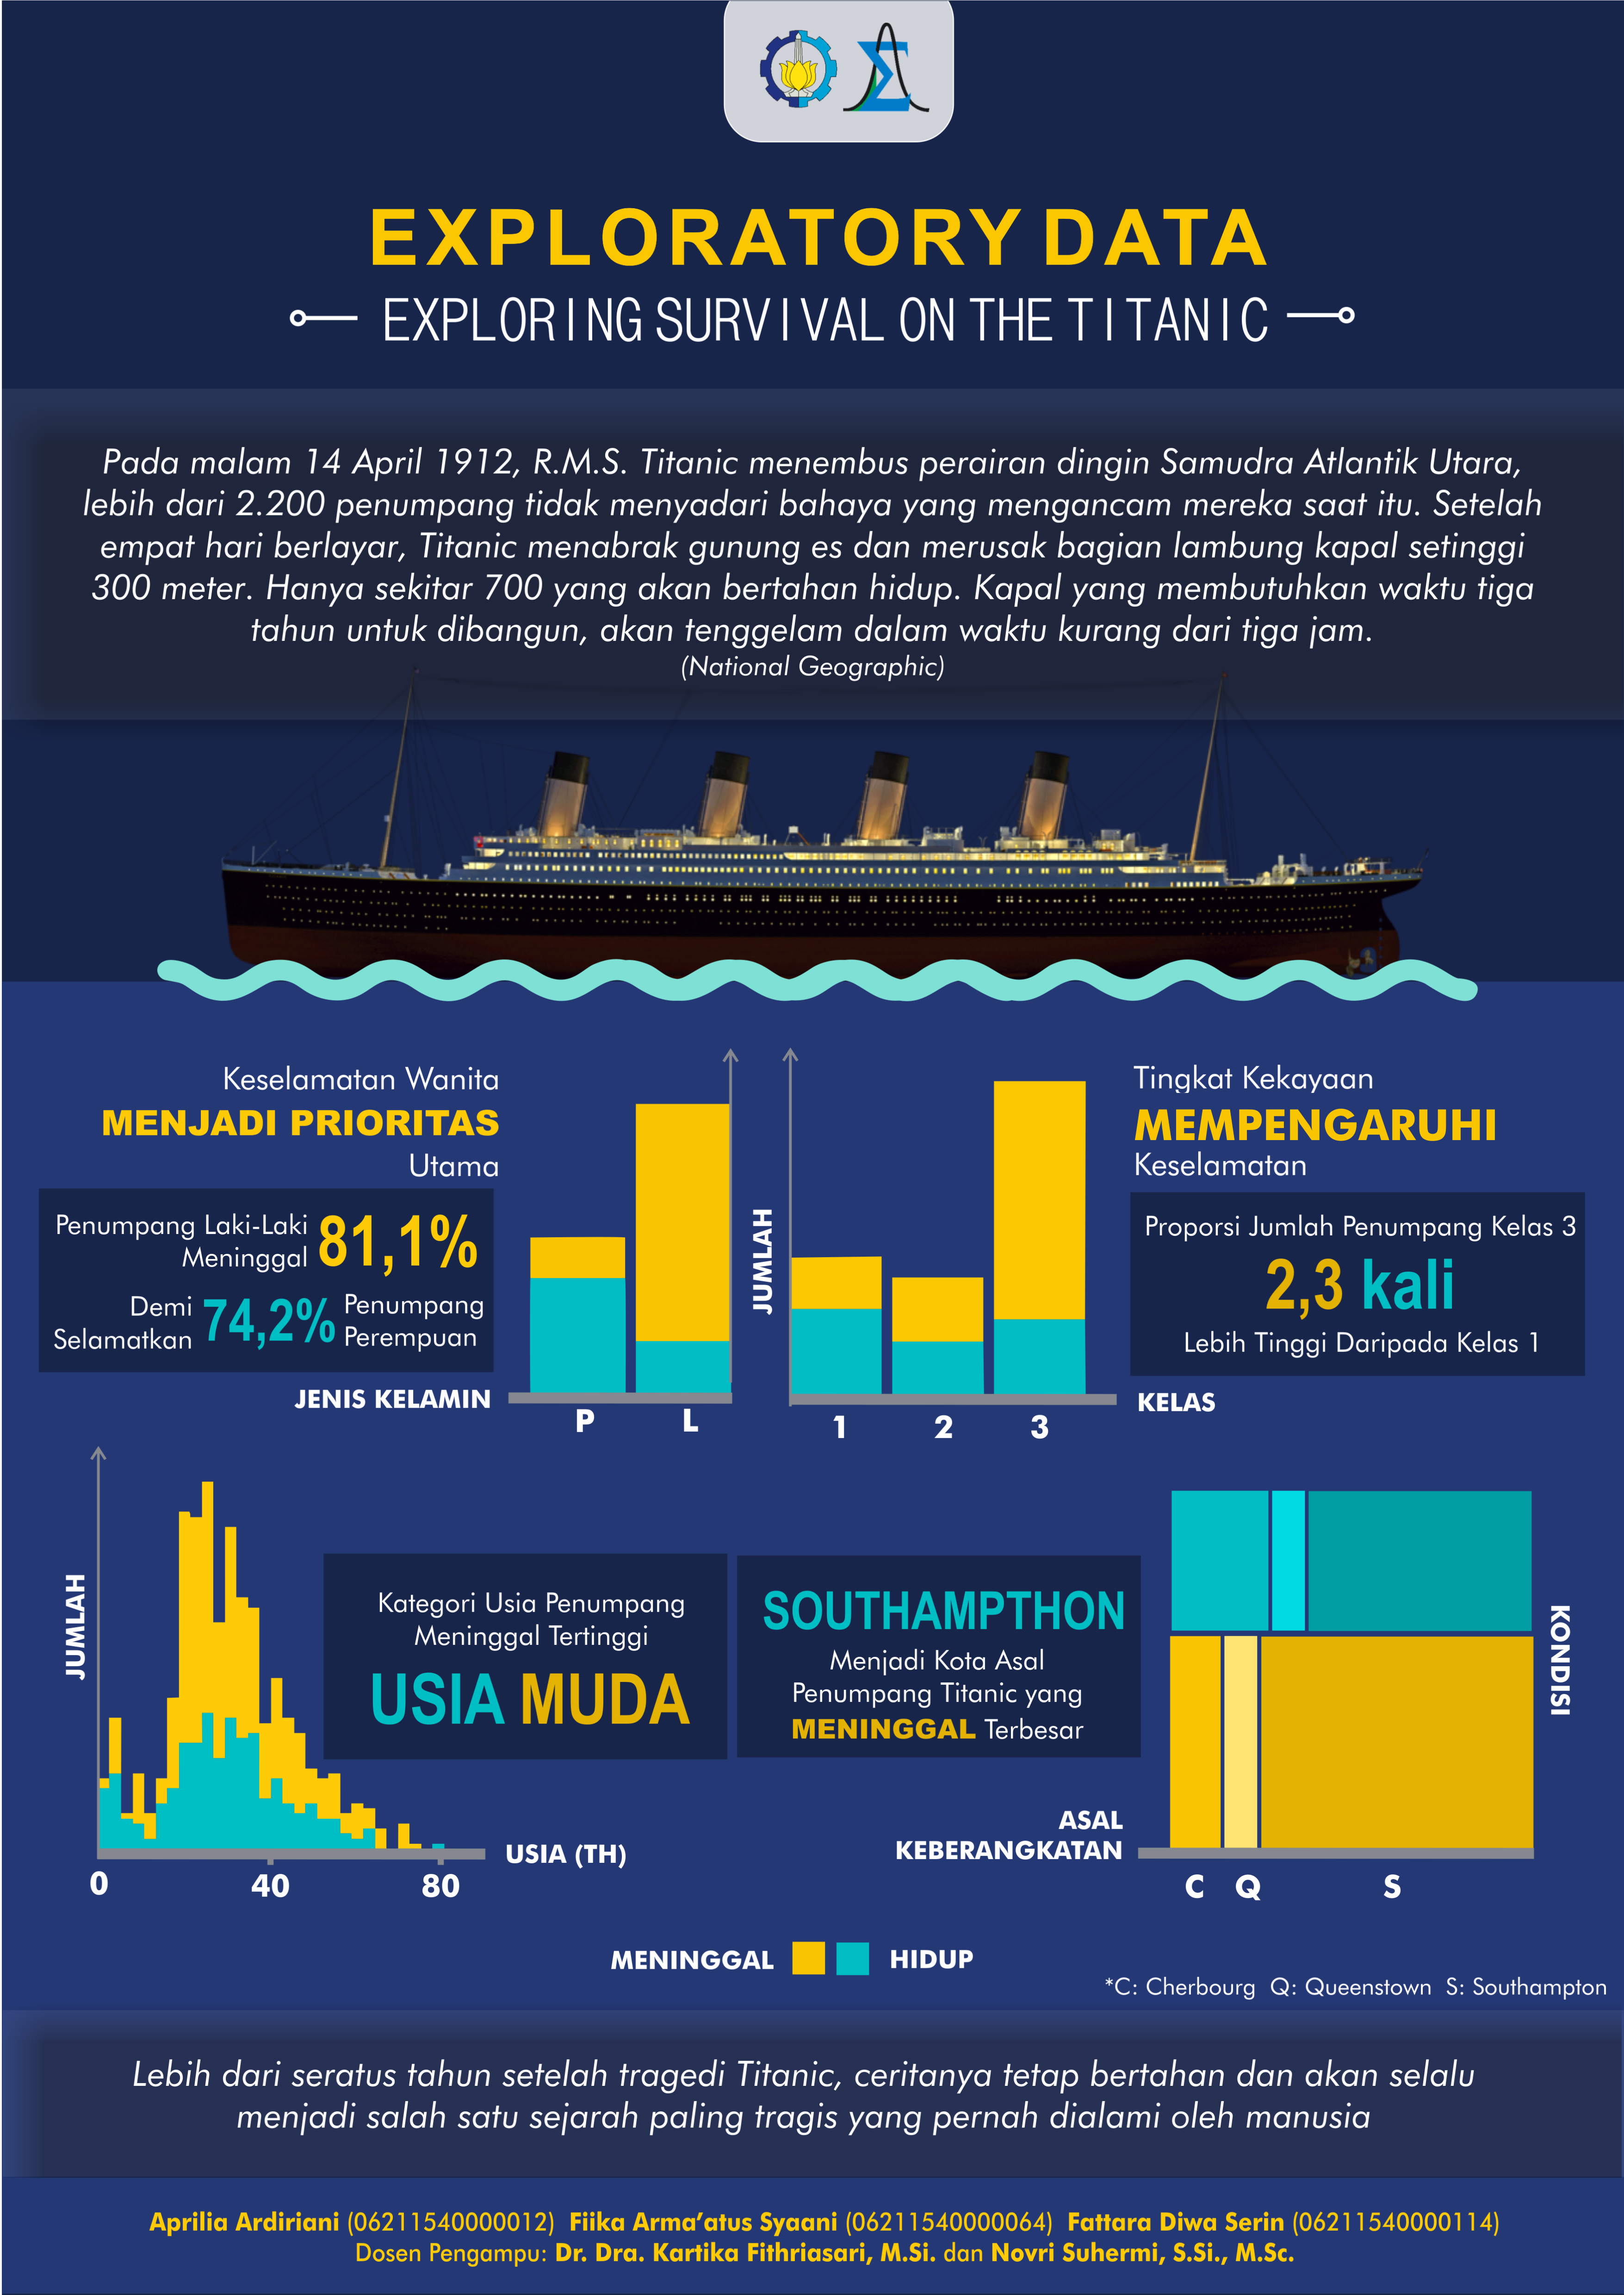 EXPLORATORY DATA
EXPLORING SURVIVAL ON THE TITANIC
Pada malam 14 April 1912, R.M.S. Titanic menembus perairan dingin Samudra Atlantik Utara,
lebih dari 2.200 penumpang tidak menyadari bahaya yang mengancam mereka saat itu. Setelah
empat hari berlayar, Titanic menabrak gunung es dan merusak bagian lambung kapal setinggi
300 meter. Hanya sekitar 700 yang akan bertahan hidup. Kapal yang membutuhkan waktu tiga
tahun untuk dibangun, akan tenggelam dalam waktu kurang dari tiga jam.
(National Geographic)
Keselamatan Wanita
MENJADI PRIORITAS
Utama
Penumpang Laki-Laki
Meninggal
81,1%
Demi
Selamatkan
74,2%
Penumpang
Perempuan
JENIS KELAMIN
P L
JUMLAH
1 2 3
KELAS
Tingkat Kekayaan
MEMPENGARUHI
Keselamatan
Proporsi Jumlah Penumpang Kelas 3
2,3 kali
Lebih Tinggi Daripada Kelas 1
JUMLAH
0 40 80
USIA (TH)
Kategori Usia Penumpang
Meninggal Tertinggi
USIA MUDA
SOUTHAMPTHON
Menjadi Kota Asal
Penumpang Titanic yang
MENINGGAL Terbesar
KONDISI
ASAL
KEBERANGKATAN
C Q S
MENINGGAL HIDUP
*C: Cherbourg Q: Queenstown S: Southampton
Lebih dari seratus tahun setelah tragedi Titanic, ceritanya tetap bertahan dan akan selalu
menjadi salah satu sejarah paling tragis yang pernah dialami oleh manusia
Aprilia Ardiriani (06211540000012) Fiika Arma'atus Syaani (06211540000064) Fattara Diwa Serin (06211540000114)
Dosen Pengampu: Dr. Dra. Kartika Fithriasari, M.Si. dan Novri Suhermi, S.Si., M.Sc.